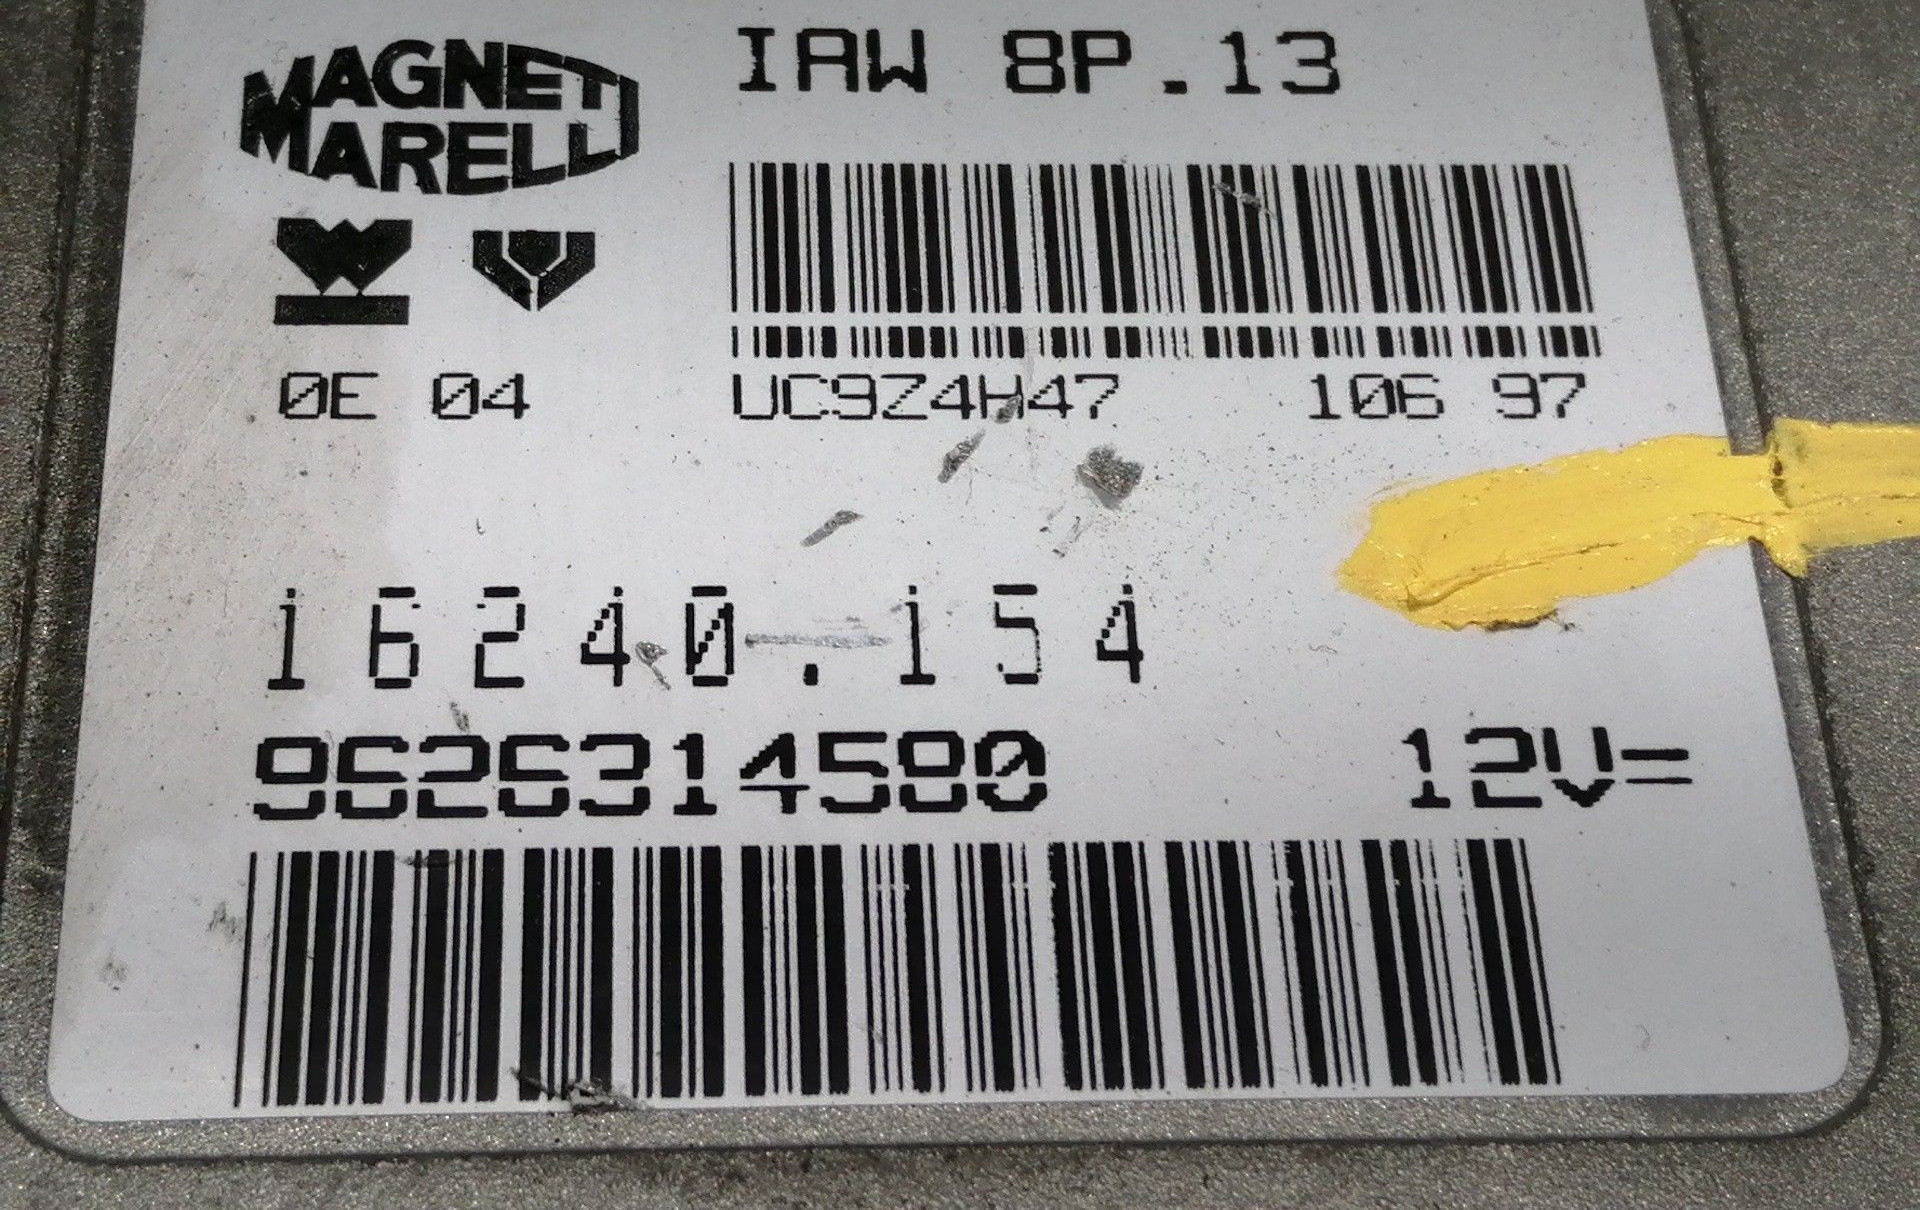 MAGNETI MARELLI
IAW 8P.13
0E 04
UC9Z4H47 106 97
16240.154
9626314580 12V=